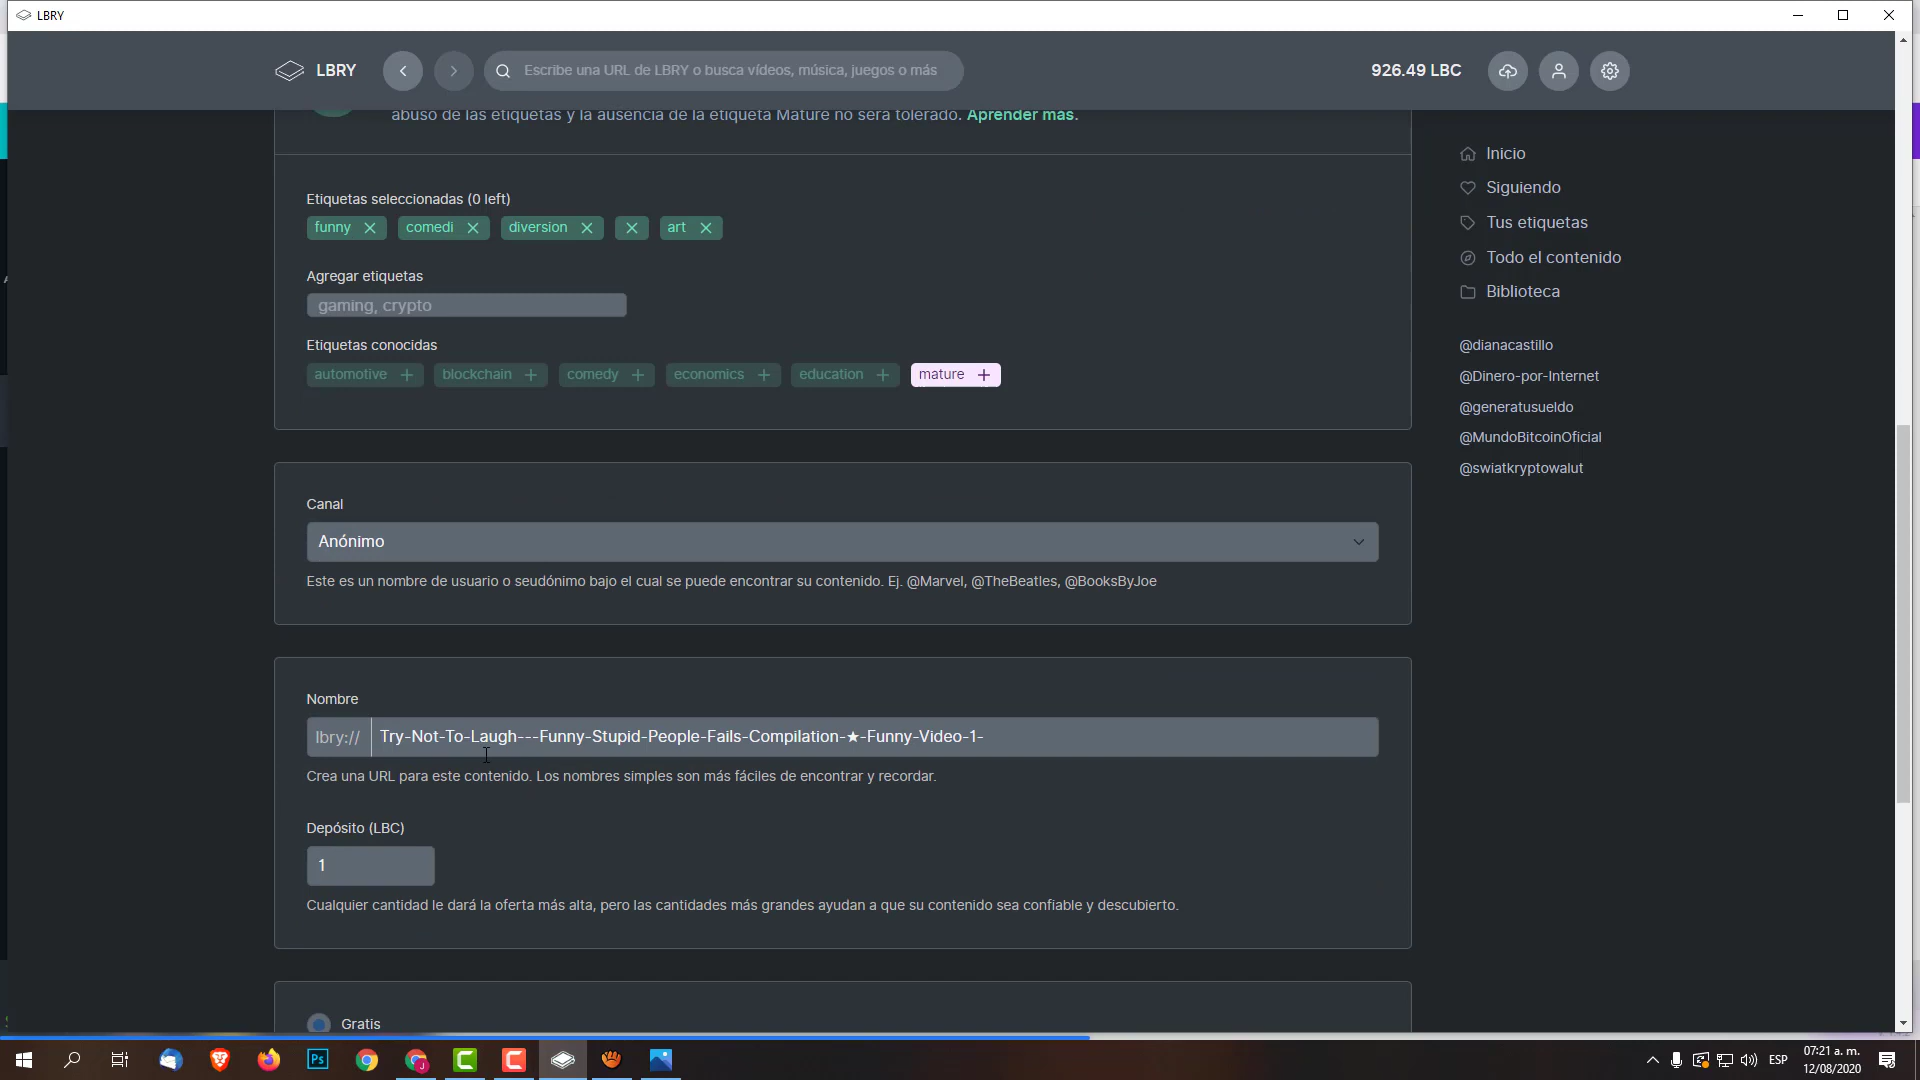 LBRY
LBRY
Escribe una URL de LBRY o busca vídeos, música, juegos o más
926.49 LBC
abuso de las etiquetas y la ausencia de la etiqueta Mature no será tolerado. Aprender más.
Etiquetas seleccionadas (0 left)
funny
comedi
diversion
art
Agregar etiquetas
gaming, crypto
Etiquetas conocidas
automotive
blockchain
comedy
economics
education
mature
Canal
Anónimo
Este es un nombre de usuario o seudónimo bajo el cual se puede encontrar su contenido. Ej. @Marvel, @TheBeatles, @BooksByJoe
Nombre
lbry://
Try-Not-To-Laugh---Funny-Stupid-People-Fails-Compilation-★-Funny-Video-1-
Crea una URL para este contenido. Los nombres simples son más fáciles de encontrar y recordar.
Depósito (LBC)
1
Cualquier cantidad le dará la oferta más alta, pero las cantidades más grandes ayudan a que su contenido sea confiable y descubierto.
Gratis
Inicio
Siguiendo
Tus etiquetas
Todo el contenido
Biblioteca
@dianacastillo
@Dinero-por-Internet
@generatusueldo
@MundoBitcoinOficial
@swiatkryptowalut
Ps
J
ESP
07:21 a. m.
12/08/2020